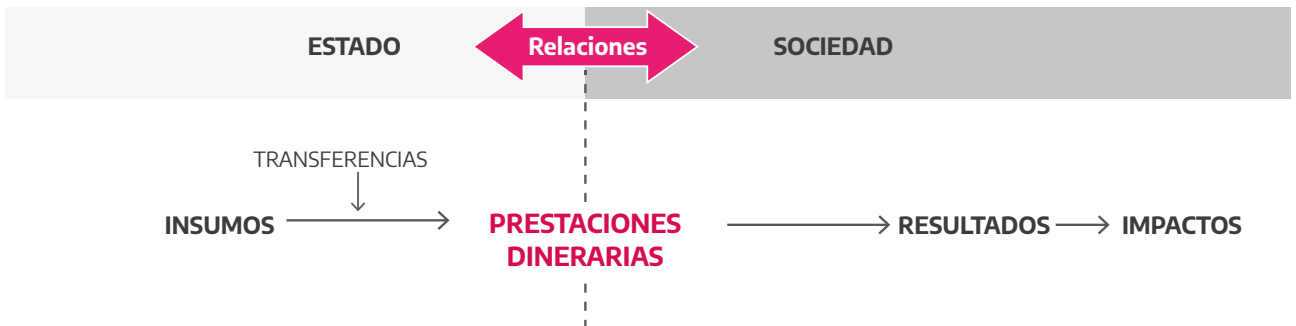 ESTADO
Relaciones
SOCIEDAD
TRANSFERENCIAS
INSUMOS
PRESTACIONES
DINERARIAS
RESULTADOS
IMPACTOS